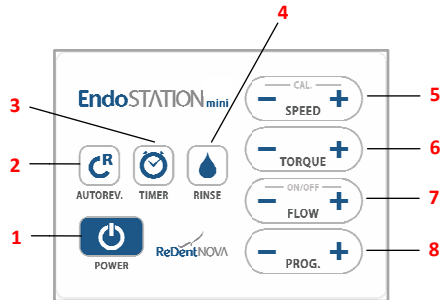 4
3
EndoSTATION mini
CAL.
- SPEED +
5
2
R
AUTOREV.
TIMER
RINSE
- TORQUE +
6
ON/OFF
- FLOW +
7
1
POWER
ReDentNOVA
- PROG. +
8